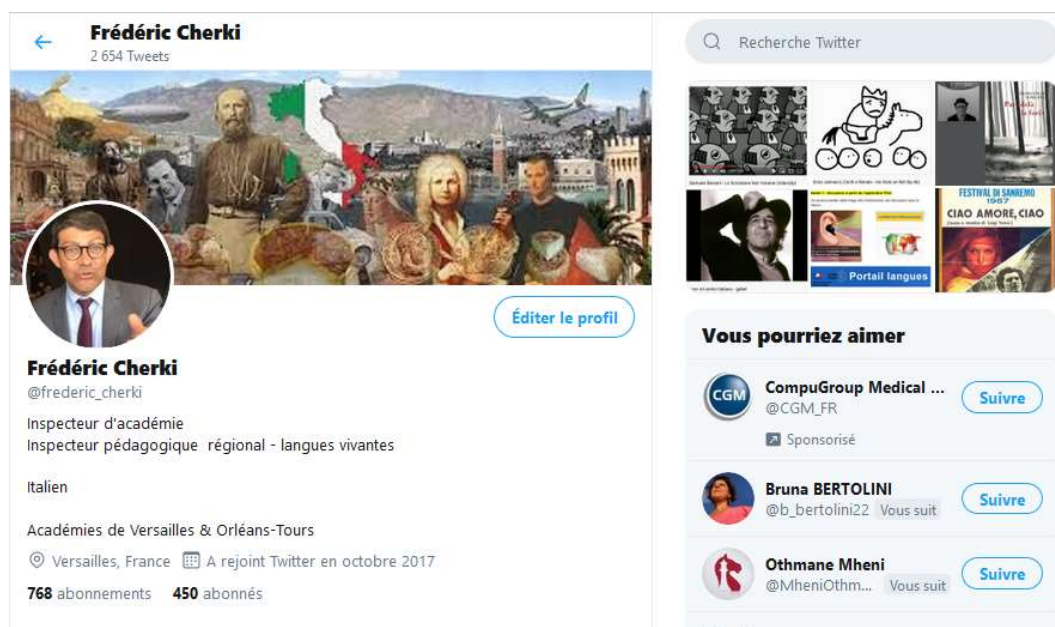 Frédéric Cherki
2 654 Tweets
Éditer le profil
Frédéric Cherki
@frederic_cherki
Inspecteur d'académie
Inspecteur pédagogique régional - langues vivantes
Italien
Académies de Versailles & Orléans-Tours
Versailles, France A rejoint Twitter en octobre 2017
768 abonnements 450 abonnés
Recherche Twitter
Portail langues
FESTIVAL DI SANREMO
1967
CIAO AMORE, CIAO
Vous pourriez aimer
CGM
CompuGroup Medical ...
@CGM_FR
Suivre
Sponsorisé
Bruna BERTOLINI
@b_bertolini22 Vous suit
Suivre
Othmane Mheni
@MheniOthm... Vous suit
Suivre